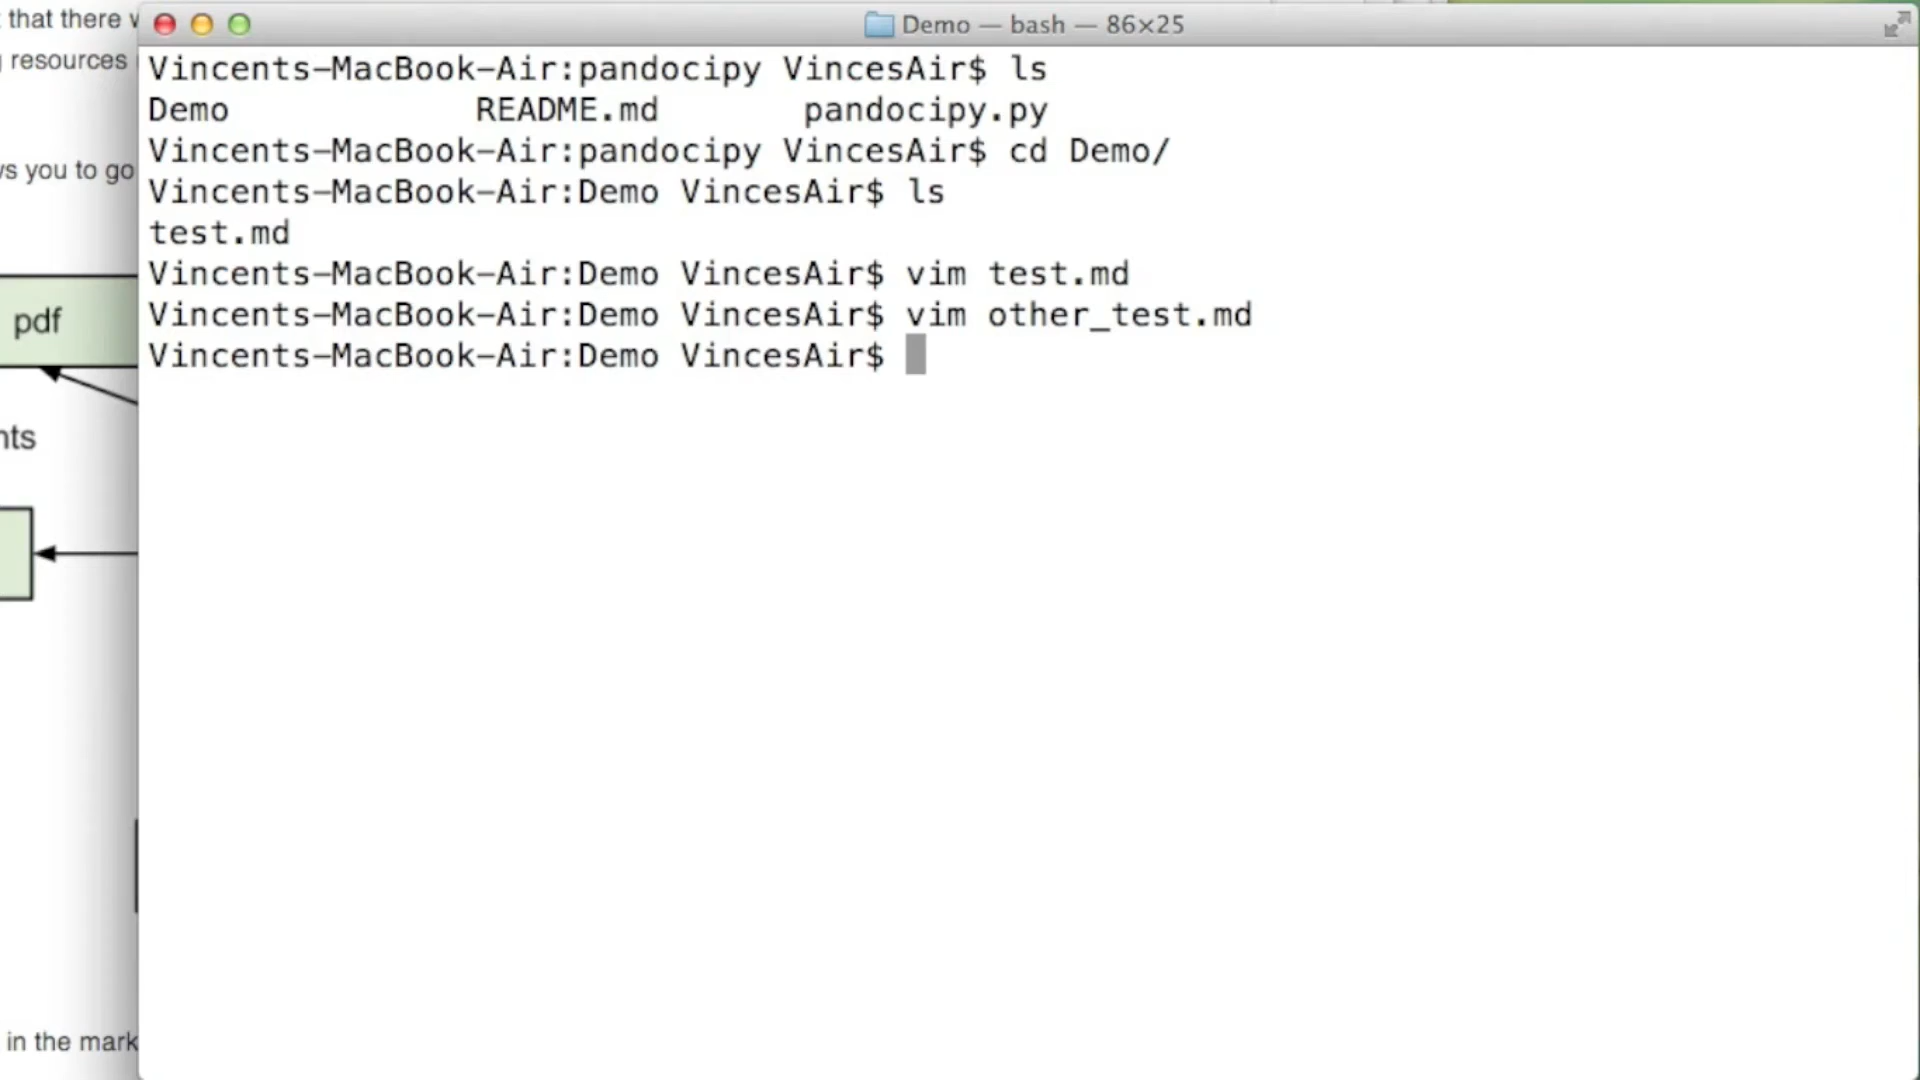 that there
resources
you to go
pdf
in the
Demo — bash — 86×25
Vincents-MacBook-Air:pandocipy VincesAir$ ls
Demo README.md pandocipy.py
Vincents-MacBook-Air:pandocipy VincesAir$ cd Demo/
Vincents-MacBook-Air:Demo VincesAir$ ls
test.md
Vincents-MacBook-Air:Demo VincesAir$ vim test.md
Vincents-MacBook-Air:Demo VincesAir$ vim other_test.md
Vincents-MacBook-Air:Demo VincesAir$